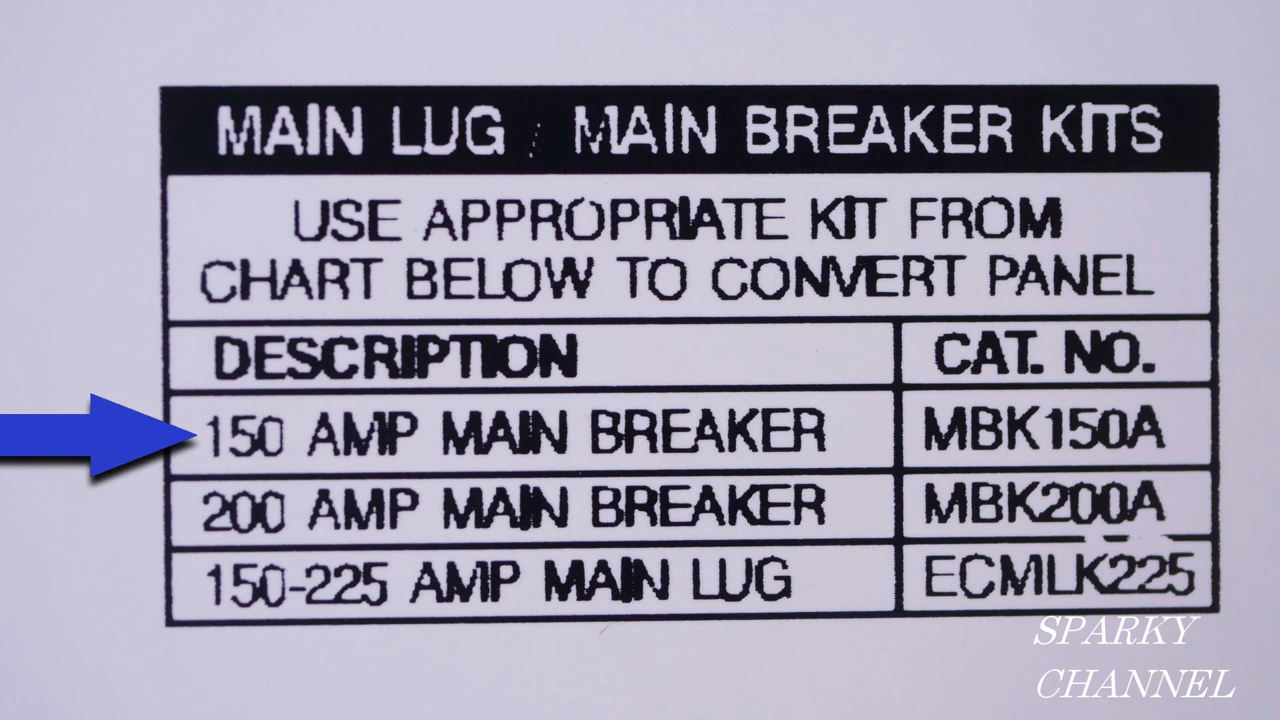 MAIN LUG / MAIN BREAKER KITS
USE APPROPRIATE KIT FROM
CHART BELOW TO CONVERT PANEL
DESCRIPTION CAT. NO.
150 AMP MAIN BREAKER MBK150A
200 AMP MAIN BREAKER MBK200A
150-225 AMP MAIN LUG ECMLK225
SPARKY
CHANNEL